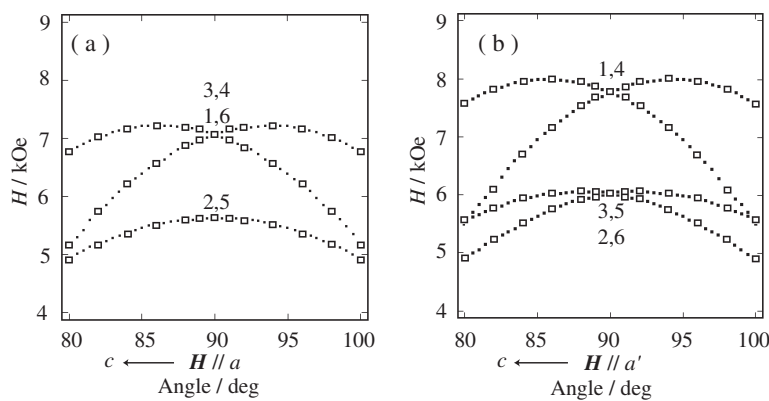 ( a )
9
8
7
6
5
4
H / kOe
3,4
1,6
2,5
80 85 90 95 100
c ← H // a
Angle / deg
( b )
9
8
7
6
5
4
H / kOe
1,4
3,5
2,6
80 85 90 95 100
c ← H // a'
Angle / deg